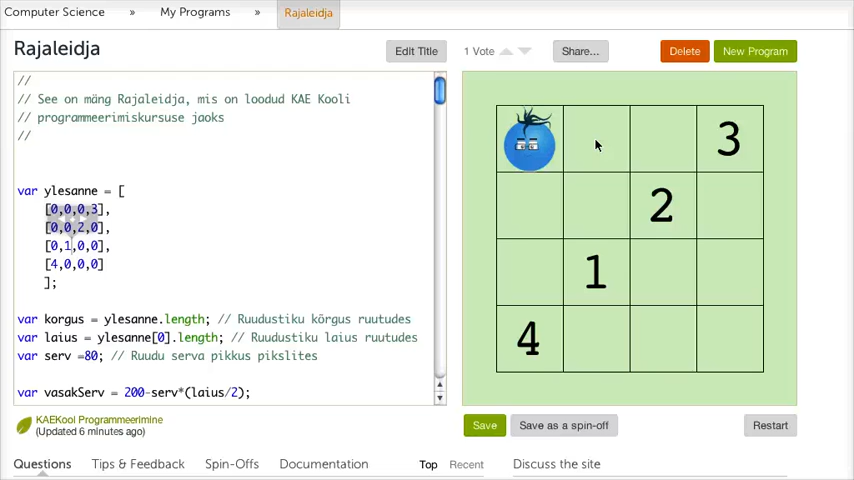 Computer Science » My Programs » Rajaleidja
Rajaleidja
Edit Title
1 Vote
Share...
Delete
New Program
//
// See on mäng Rajaleidja, mis on loodud KAE Kooli
// programmeerimiskursuse jaoks
//
var ylesanne = [
[0,0,0,3],
[0,0,2,0],
[0,1,0,0],
[4,0,0,0]
];
var korgus = ylesanne.length; // Ruudustiku kõrgus ruutudes
var laius = ylesanne[0].length; // Ruudustiku laius ruutudes
var serv =80; // Ruudu serva pikkus pikslites
var vasakServ = 200-serv*(laius/2);
3
2
1
4
KAEKool Programmeerimine
(Updated 6 minutes ago)
Save
Save as a spin-off
Restart
Questions Tips & Feedback Spin-Offs Documentation Top Recent Discuss the site